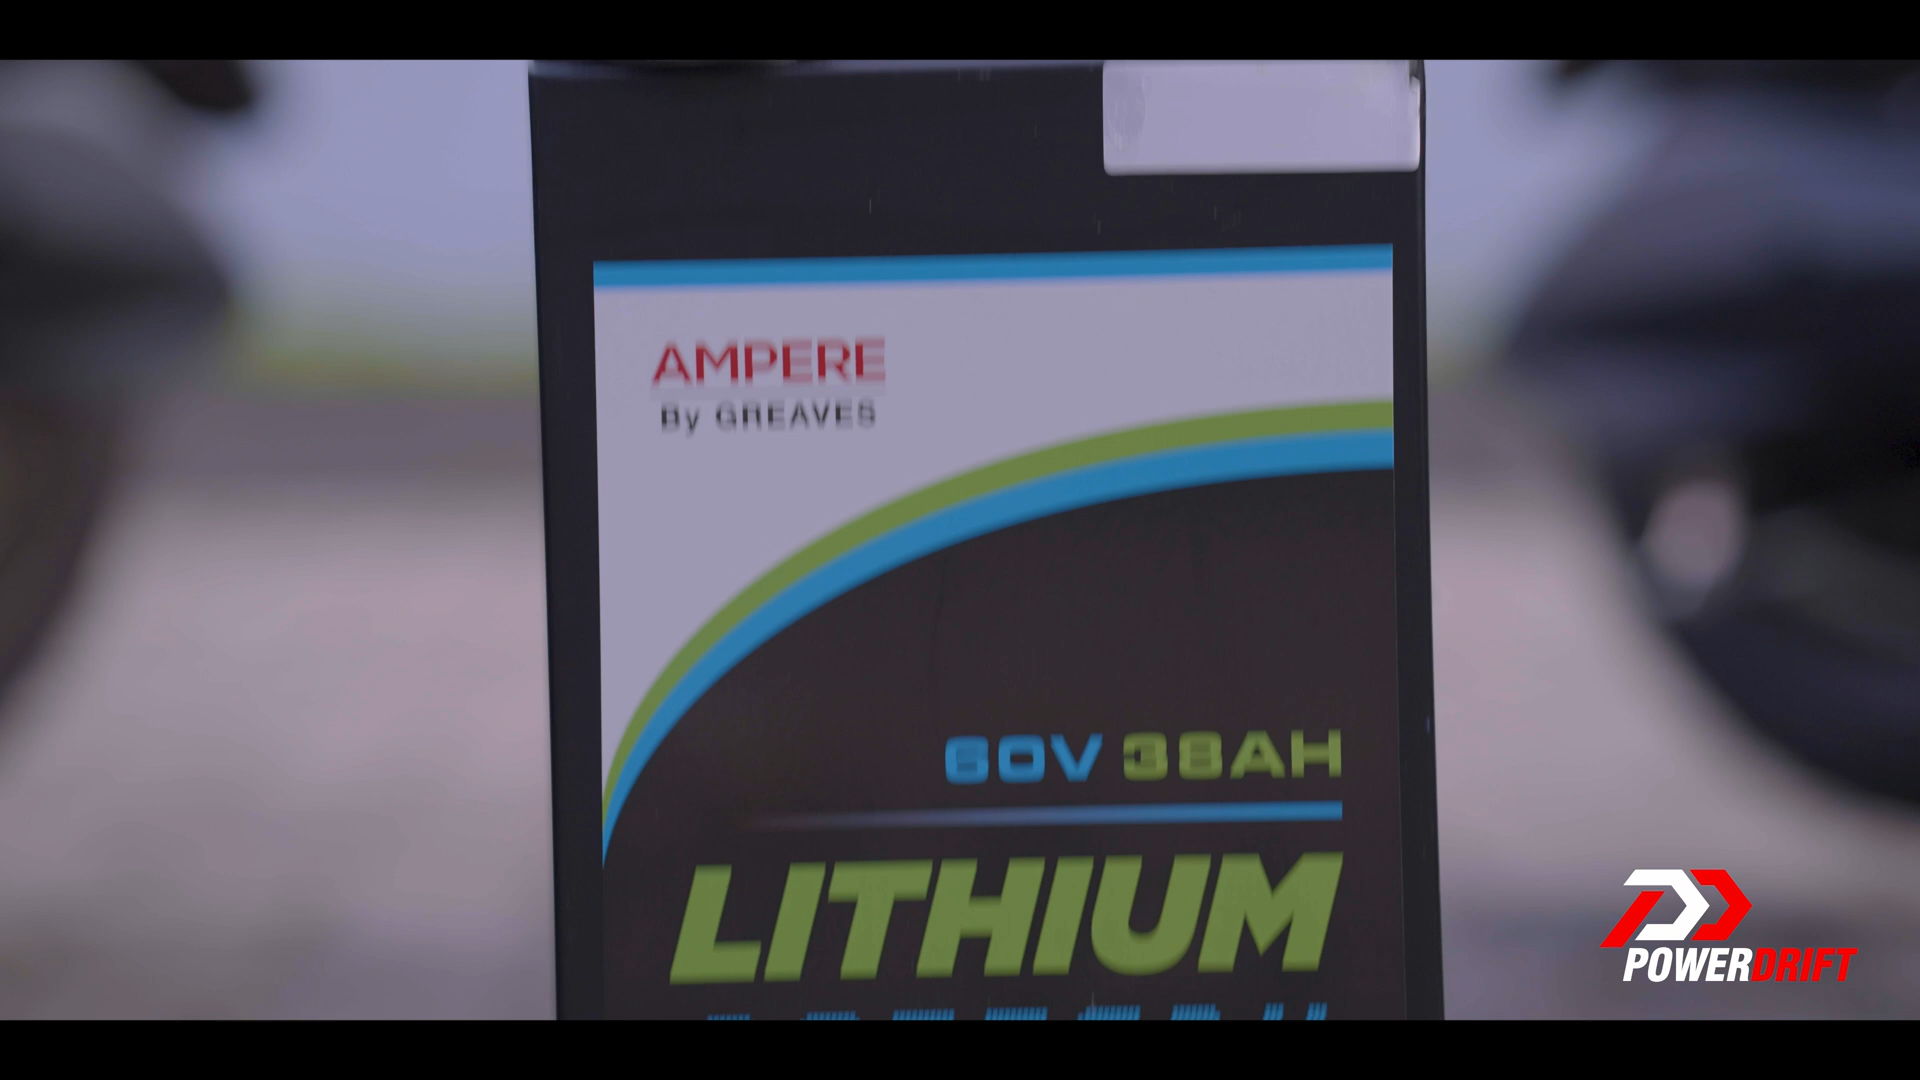 AMPERE
By GREAVES
60V 38AH
LITHIUM
POWERDRIFT